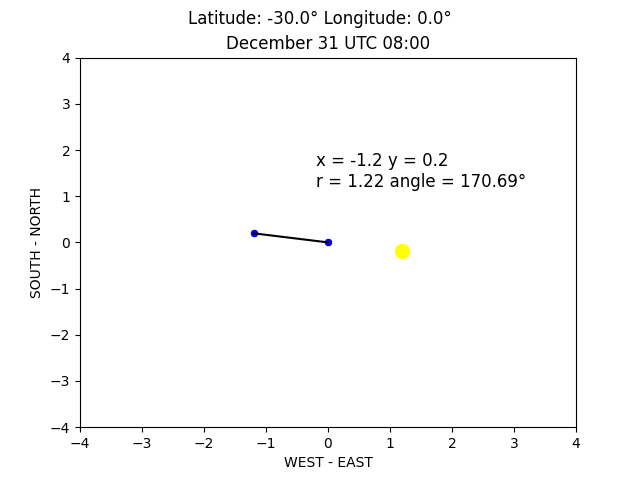 Latitude: -30.0° Longitude: 0.0°
December 31 UTC 08:00
4
3
2
1
0
−1
−2
−3
−4
SOUTH - NORTH
x = -1.2 y = 0.2
r = 1.22 angle = 170.69°
−4 −3 −2 −1 0 1 2 3 4
WEST - EAST